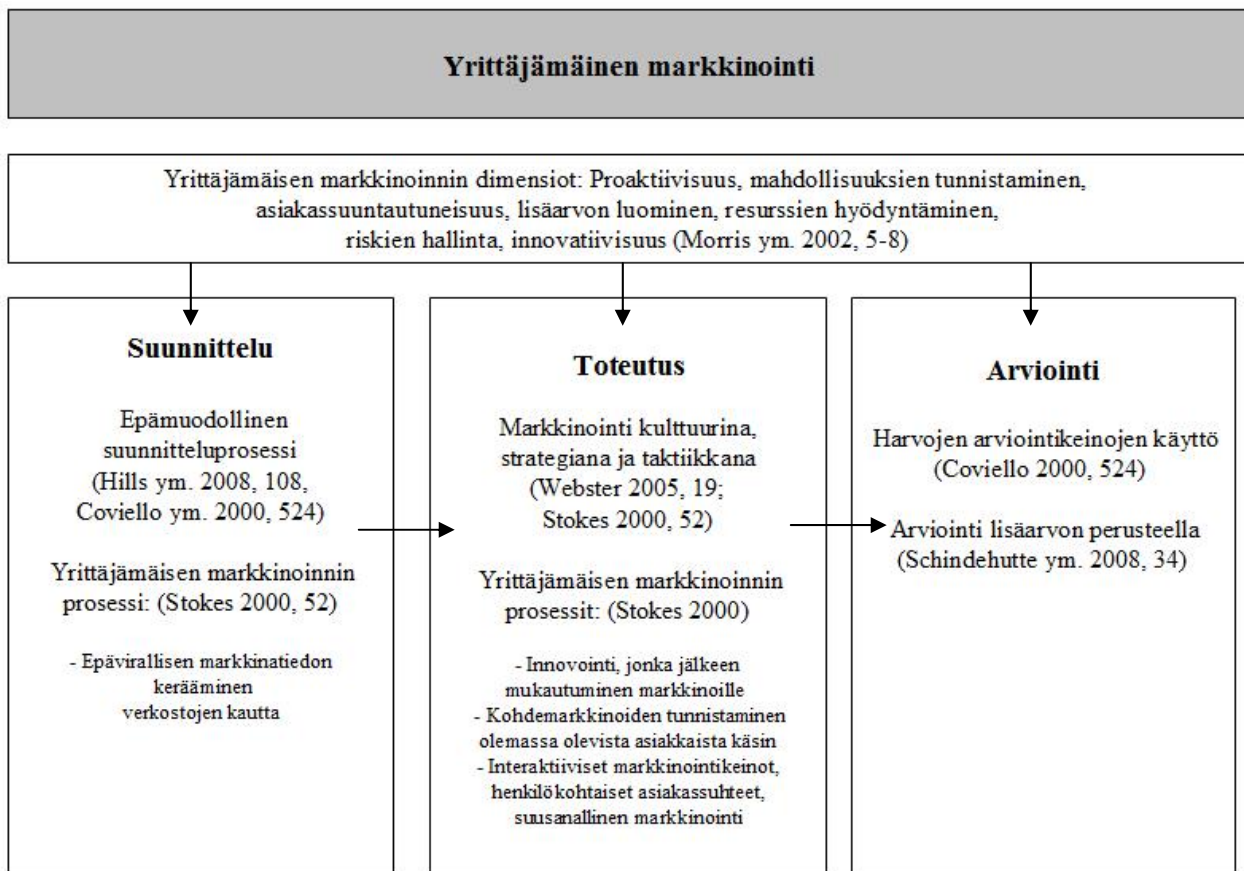 Yrittäjämäinen markkinointi
Yrittäjämäisen markkinoinnin dimensiot: Proaktiivisuus, mahdollisuuksien tunnistaminen,
asiakassuuntautuneisuus, lisäarvon luominen, resurssien hyödyntäminen,
riskien hallinta, innovatiivisuus (Morris ym. 2002, 5-8)
Suunnittelu
Epämuodollinen
suunnitteluprosessi
(Hills ym. 2008, 108,
Coviello ym. 2000, 524)
Yrittäjämäisen markkinoinnin
prosessi: (Stokes 2000, 52)
- Epävirallisen markkinatiedon
kerääminen
verkostojen kautta
Toteutus
Markkinointi kulttuurina,
strategiana ja taktiikkana
(Webster 2005, 19;
Stokes 2000, 52)
Yrittäjämäisen markkinoinnin
prosessit: (Stokes 2000)
- Innovointi, jonka jälkeen
mukautuminen markkinoille
- Kohdemarkkinoiden tunnistaminen
olemassa olevista asiakkaista käsin
- Interaktiiviset markkinointikeinot,
henkilökohtaiset asiakassuhteet,
suusanallinen markkinointi
Arviointi
Harvojen arviointikeinojen käyttö
(Coviello 2000, 524)
Arviointi lisäarvon perusteella
(Schindehutte ym. 2008, 34)